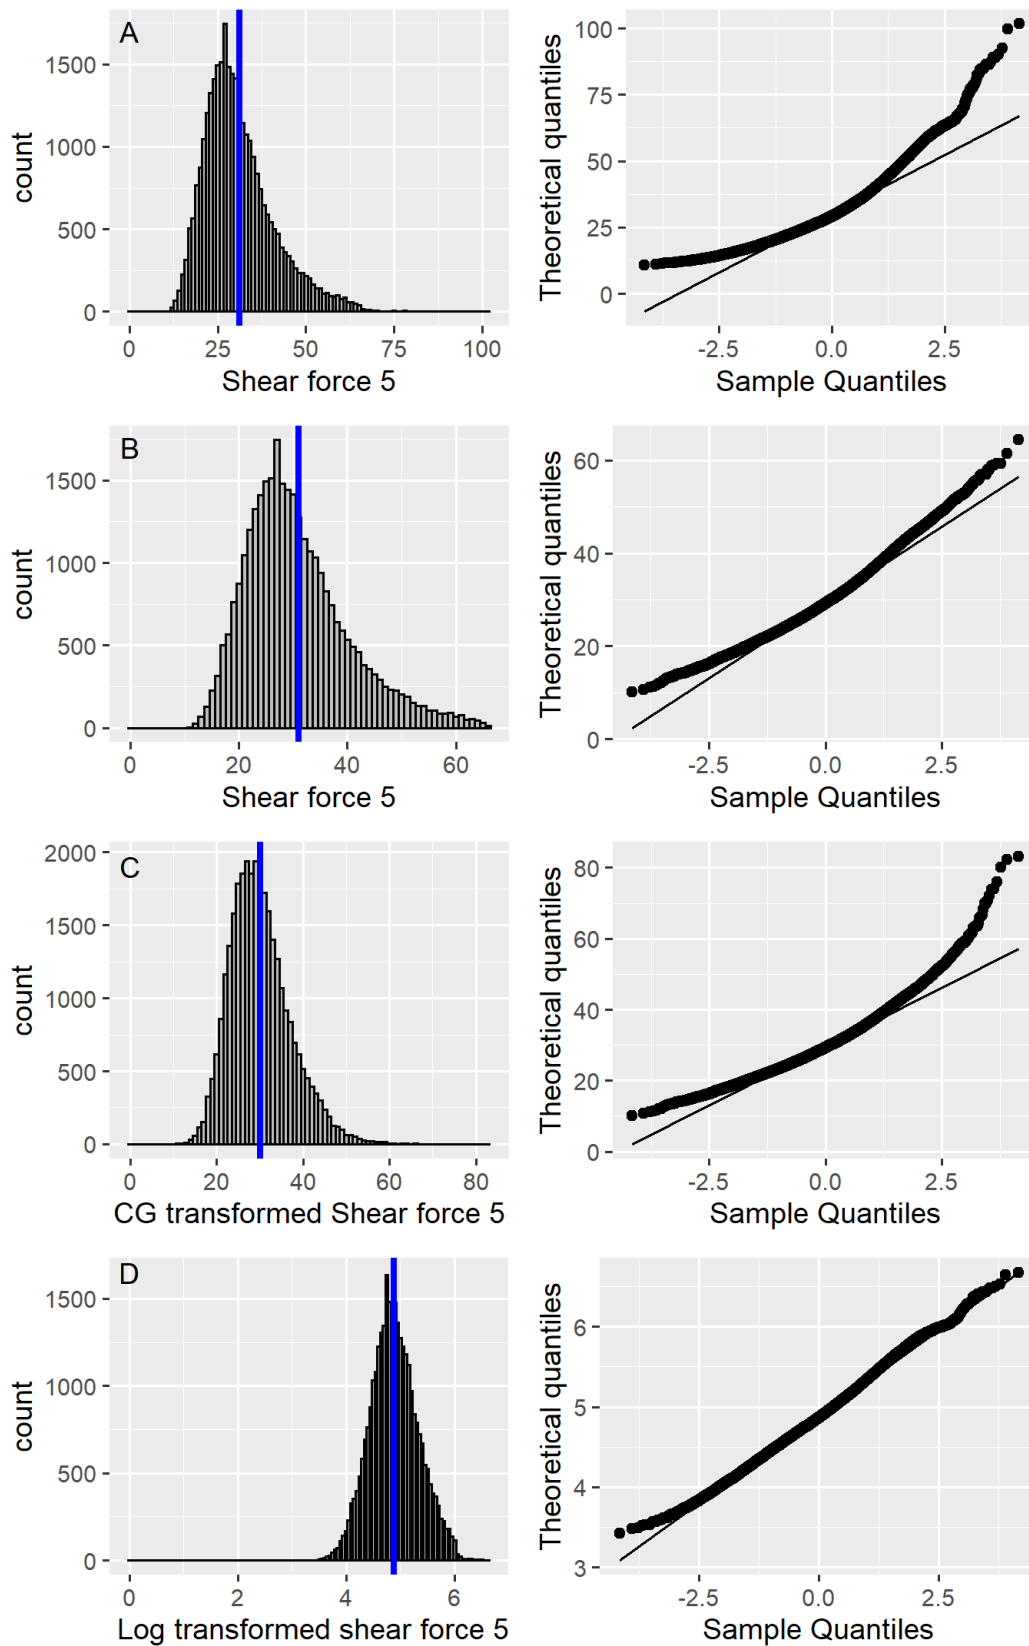 A
count
1500
1000
500
0
0 25 50 75 100
Shear force 5
Theoretical quantiles
100
75
50
25
0
-2.5 0.0 2.5
Sample Quantiles
B
count
1500
1000
500
0
0 20 40 60
Shear force 5
Theoretical quantiles
60
40
20
0
-2.5 0.0 2.5
Sample Quantiles
C
count
2000
1500
1000
500
0
0 20 40 60 80
CG transformed Shear force 5
Theoretical quantiles
80
60
40
20
0
-2.5 0.0 2.5
Sample Quantiles
D
count
1500
1000
500
0
0 2 4 6
Log transformed shear force 5
Theoretical quantiles
6
5
4
3
-2.5 0.0 2.5
Sample Quantiles